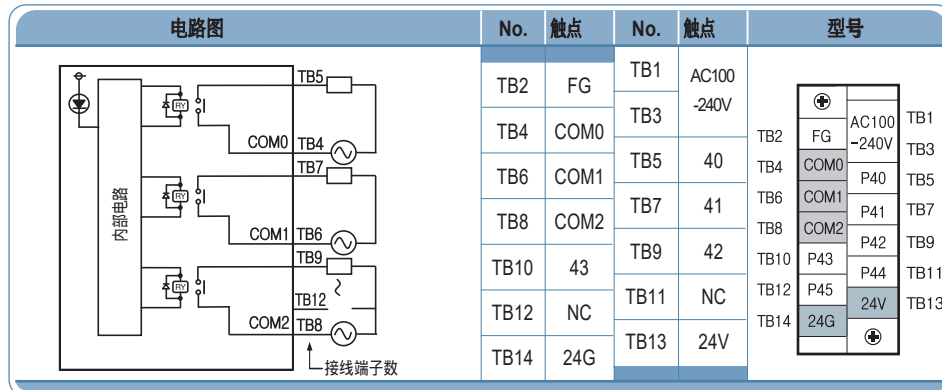 电路图 No. 触点 No. 触点 型号
内部电路
RY
TB5
COM0 TB4
TB7
RY
COM1 TB6
TB9
RY
TB12
COM2 TB8
接线端子数
TB2 FG
TB4 COM0
TB6 COM1
TB8 COM2
TB10 43
TB12 NC
TB14 24G
TB1 AC100
TB3 -240V
TB5 40
TB7 41
TB9 42
TB11 NC
TB13 24V
TB2 FG
TB4 COM0
TB6 COM1
TB8 COM2
TB10 P43
TB12 P45
TB14 24G
AC100 TB1
-240V TB3
P40 TB5
P41 TB7
P42 TB9
P44 TB11
24V TB13